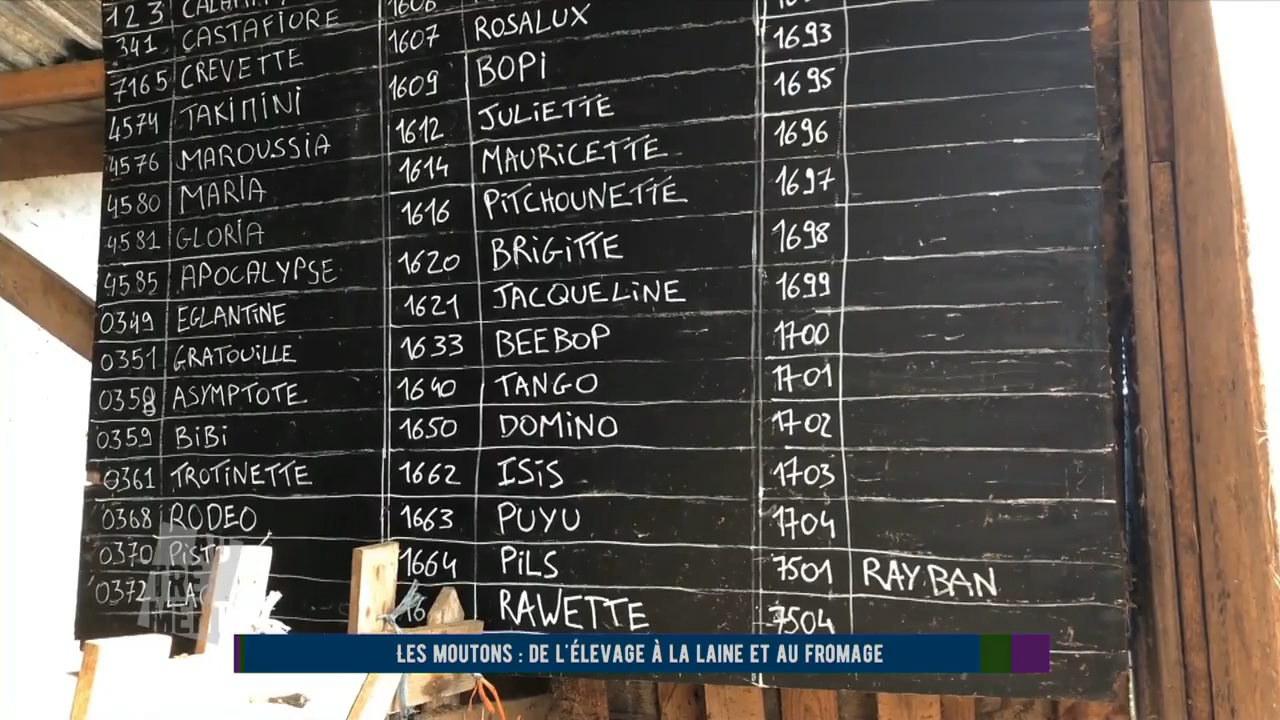 123
341 CASTAFIORE
7165 CREVETTE
4574 TAKIMINI
4576 MAROUSSIA
4580 MARIA
4581 GLORIA
4585 APOCALYPSE
0349 EGLANTINE
0351 GRATOUILLE
0358 ASYMPTOTE
0359 BIBI
0361 TROTINETTE
0368 RODEO
0370
0372
1606
1607 ROSALUX
1609 BOPI
1612 JULIETTE
1614 MAURICETTE
1616 PITCHOUNETTE
1620 BRIGITTE
1621 JACQUELINE
1633 BEEBOP
1640 TANGO
1650 DOMINO
1662 ISIS
1663 PUYU
1664 PILS
RAWETTE
1693
1695
1696
1697
1698
1699
1700
1701
1702
1703
1704
7501 RAYBAN
7504
LES MOUTONS : DE L'ÉLEVAGE À LA LAINE ET AU FROMAGE